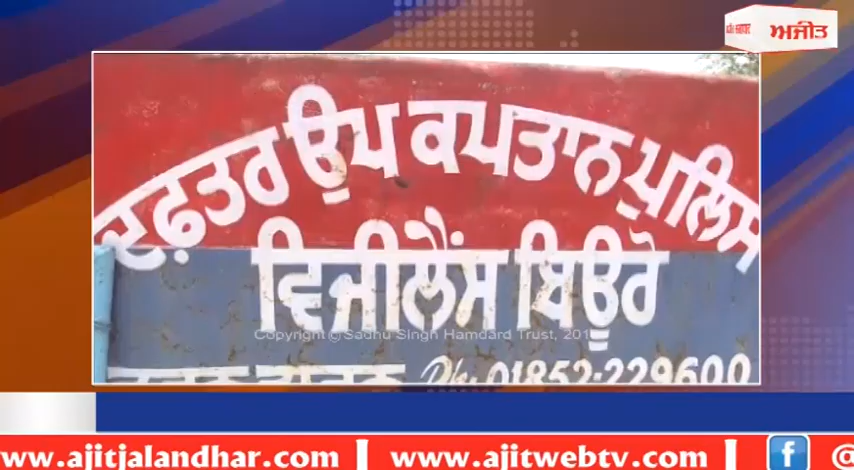 ਅਜੀਤ
ਦਫ਼ਤਰ ਉਪ ਕਪਤਾਨ ਪੁਲਿਸ
ਵਿਜੀਲੈਂਸ ਬਿਊਰੋ
Copyright©Sadhu Singh Hamdard Trust, 201
Ph. 01852-229600
www.ajitjalandhar.com | www.ajitwebtv.com | f @